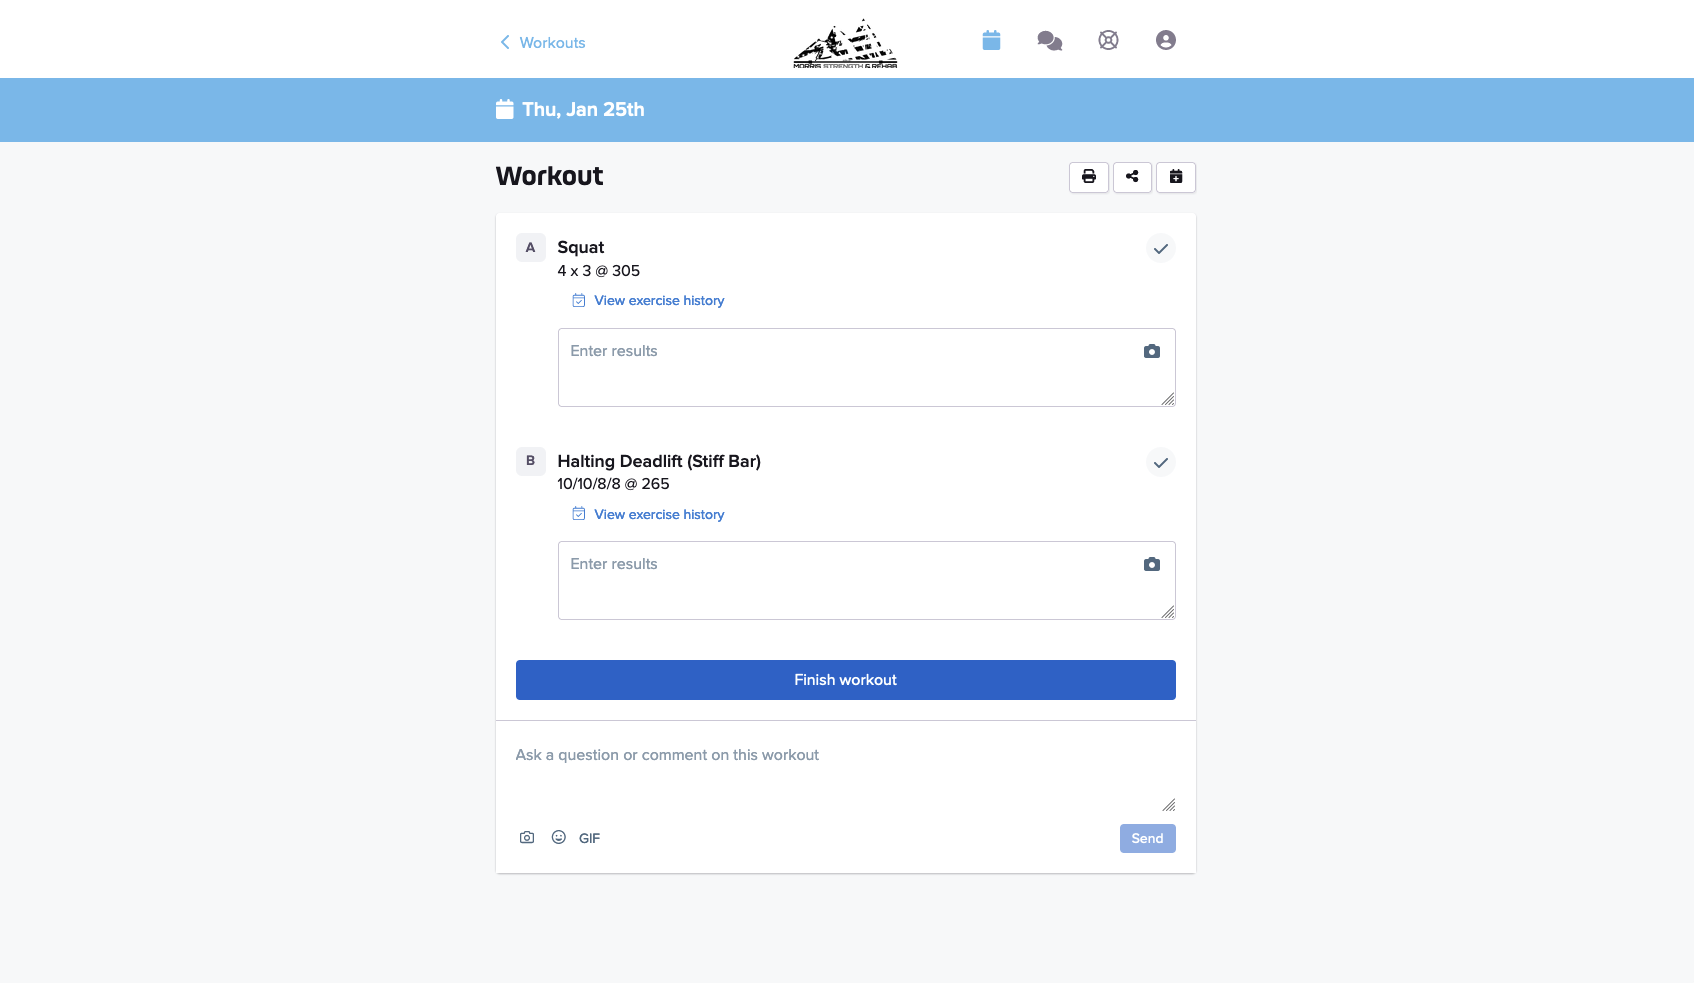 Workouts
MORRIS STRENGTH & REHAB
Thu, Jan 25th
Workout
A
Squat
4 x 3 @ 305
View exercise history
Enter results
B
Halting Deadlift (Stiff Bar)
10/10/8/8 @ 265
View exercise history
Enter results
Finish workout
Ask a question or comment on this workout
GIF
Send